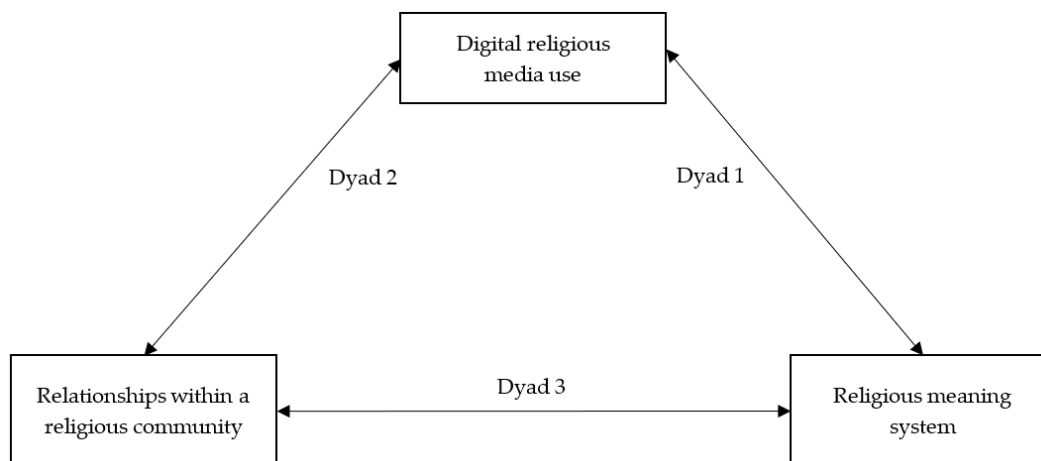 Digital religious
media use
Dyad 2
Dyad 1
Dyad 3
Relationships within a
religious community
Religious meaning
system